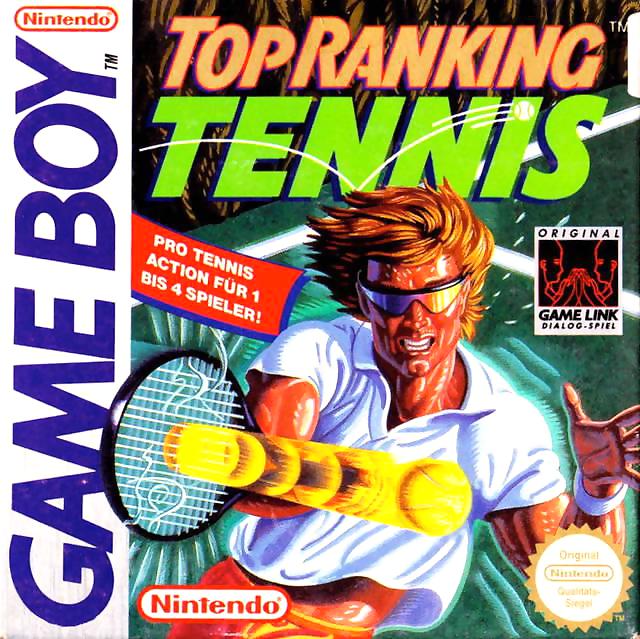 Nintendo
GAME BOY
TM
TOP RANKING
TM
TENNIS
PRO TENNIS
ACTION FÜR 1
BIS 4 SPIELER!
ORIGINAL
GAME LINK
DIALOG-SPIEL
Nintendo
Original
Nintendo
Qualitäts-
Siegel
TM